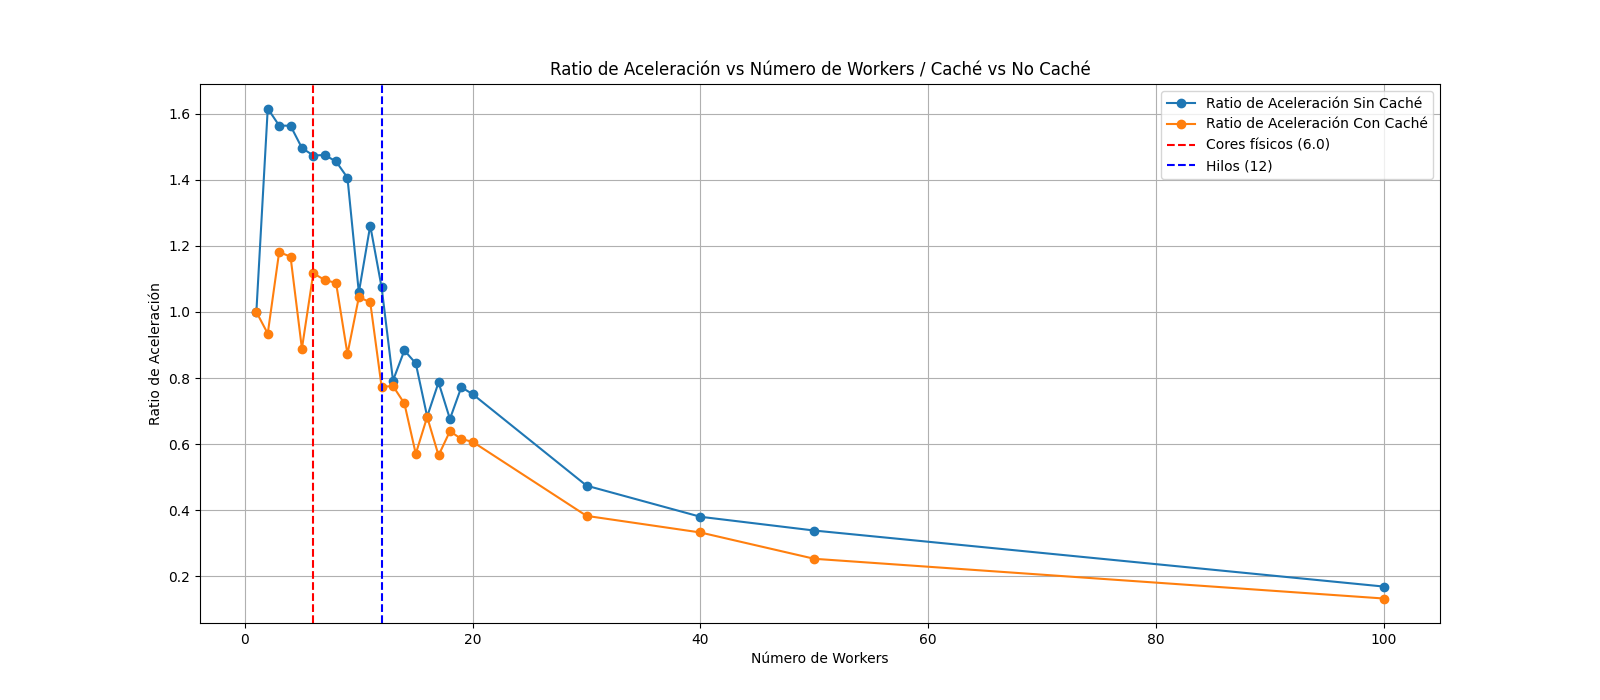 Ratio de Aceleración vs Número de Workers / Caché vs No Caché
Ratio de Aceleración Sin Caché
Ratio de Aceleración Con Caché
Cores físicos (6.0)
Hilos (12)
Ratio de Aceleración
1.6
1.4
1.2
1.0
0.8
0.6
0.4
0.2
0 20 40 60 80 100
Número de Workers